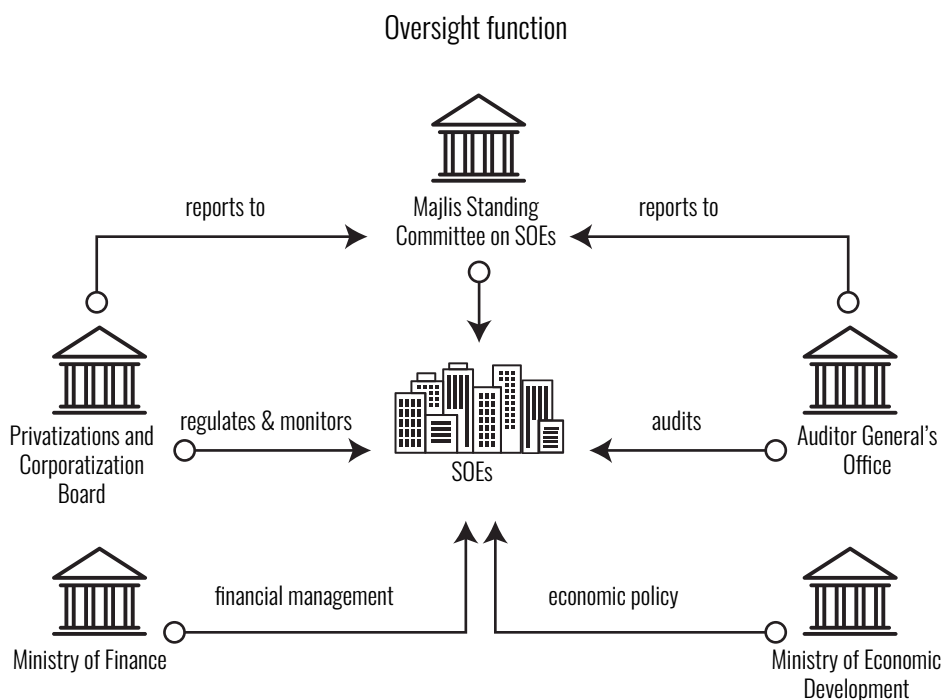 Oversight function
Majlis Standing
Committee on SOEs
reports to
reports to
Privatizations and
Corporatization
Board
regulates & monitors
SOEs
audits
Auditor General's
Office
Ministry of Finance
financial management
economic policy
Ministry of Economic
Development